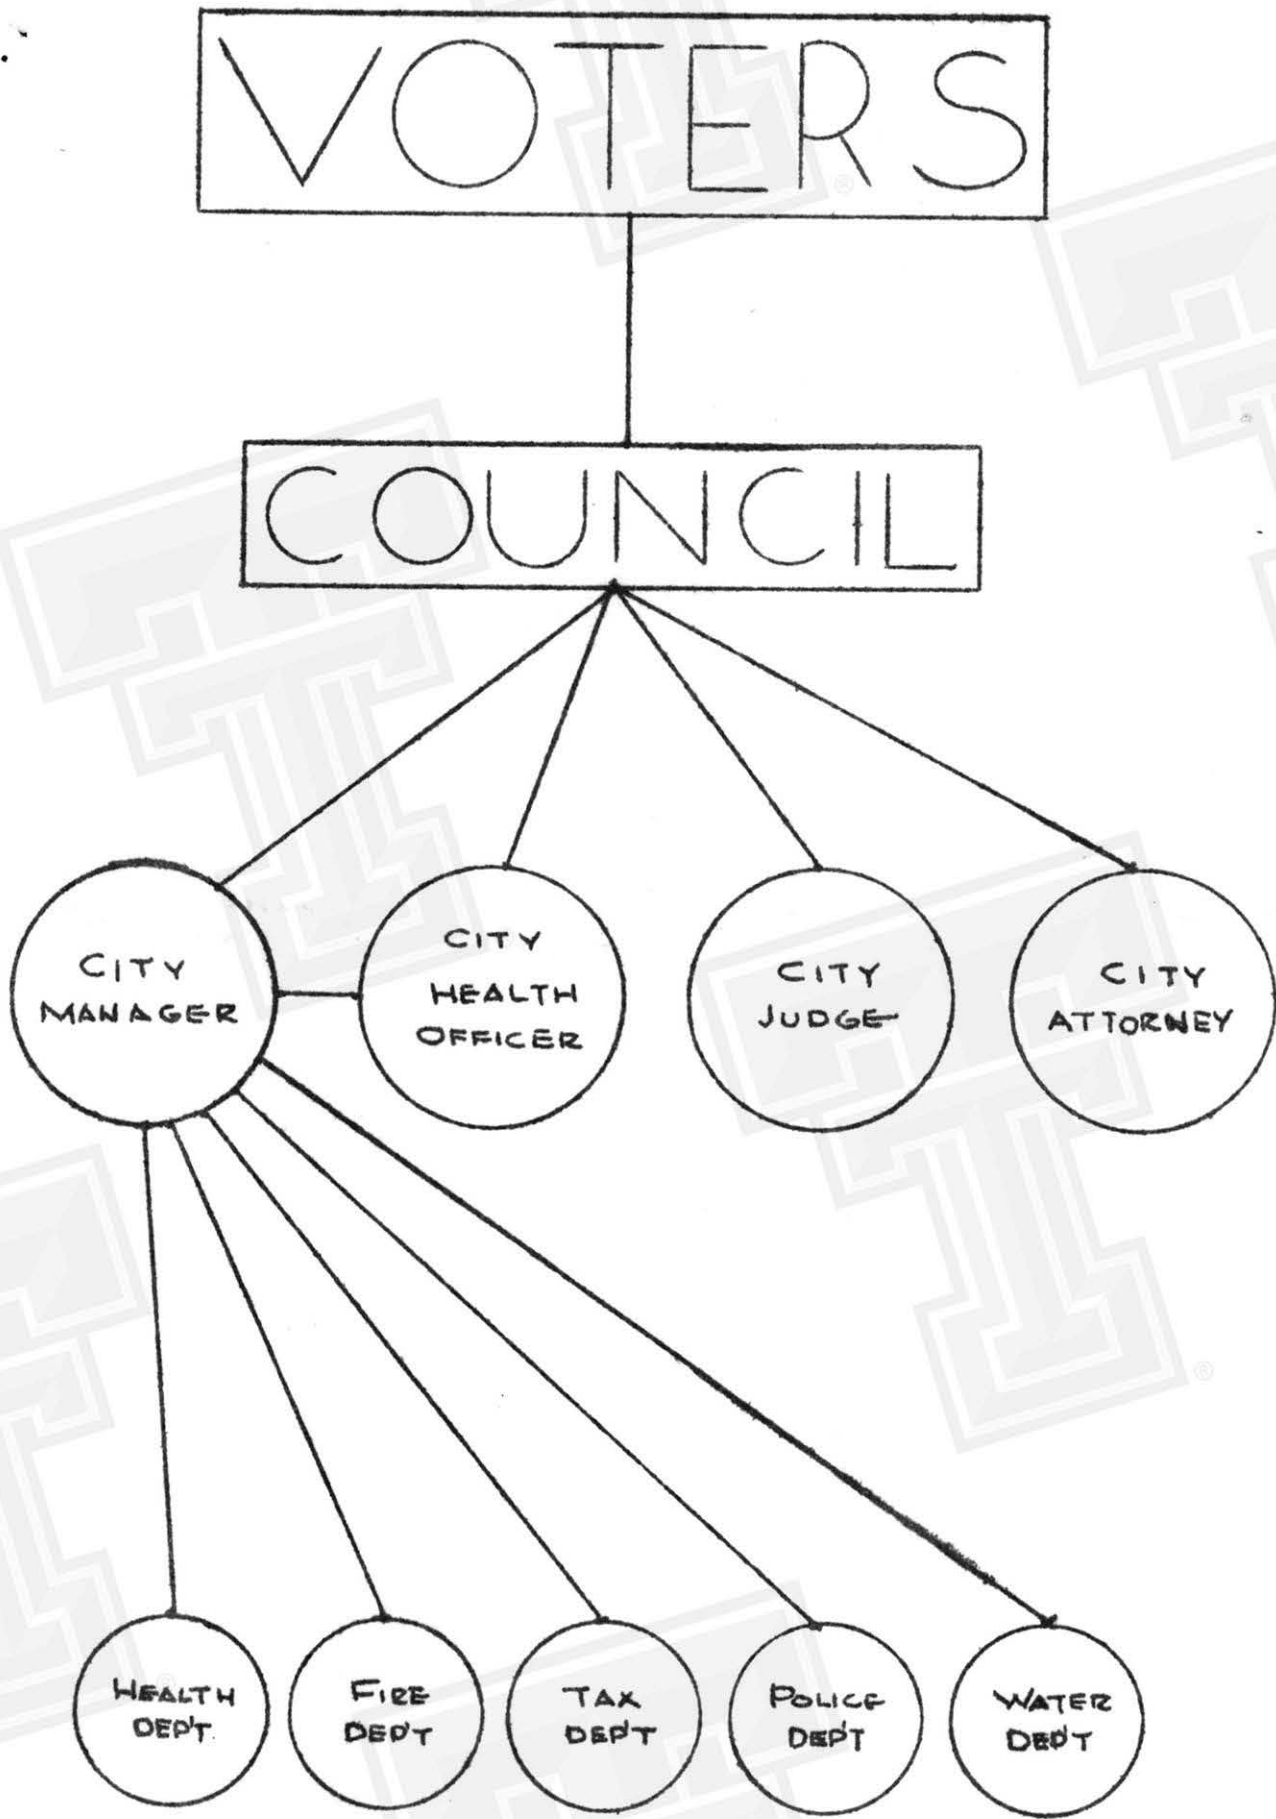 VOTERS
COUNCIL
CITY
MANAGER
CITY
HEALTH
OFFICER
CITY
JUDGE
CITY
ATTORNEY
HEALTH
DEP'T.
FIRE
DEP'T
TAX
DEP'T
POLICE
DEP'T
WATER
DEP'T